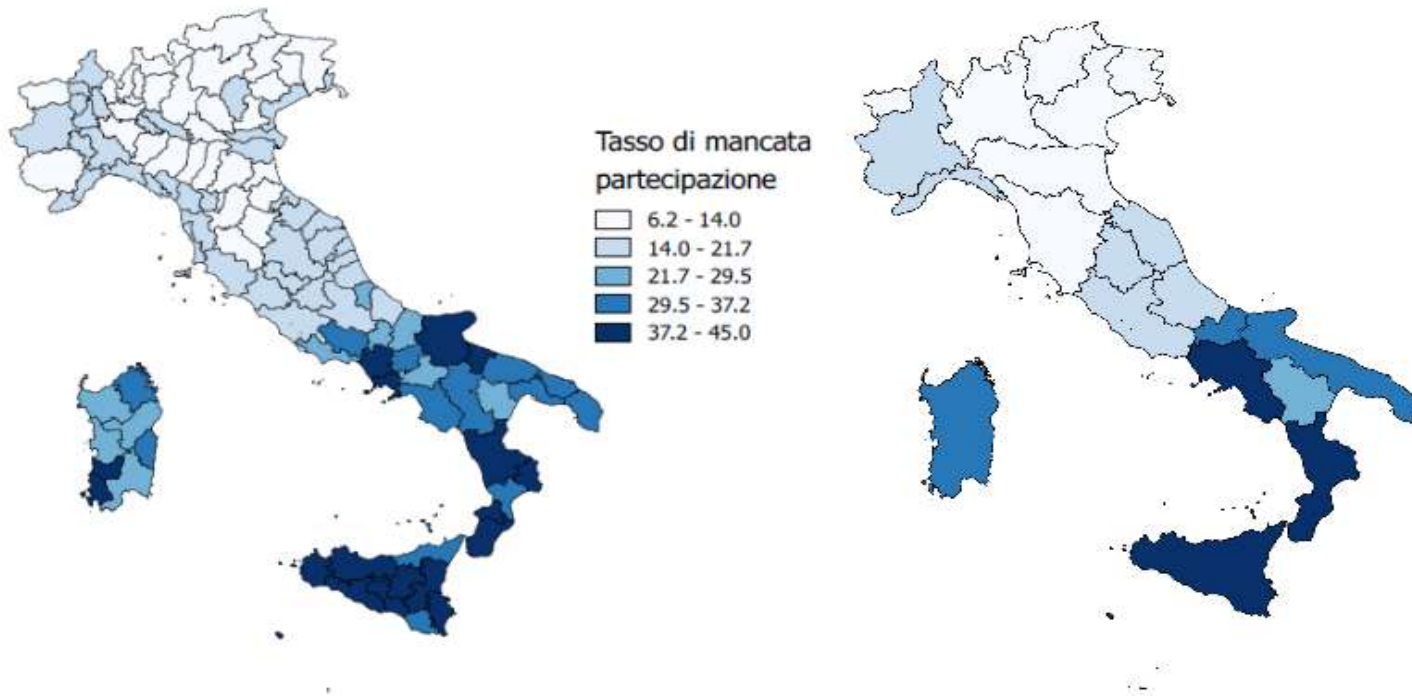 Tasso di mancata
partecipazione
6.2 - 14.0
14.0 - 21.7
21.7 - 29.5
29.5 - 37.2
37.2 - 45.0